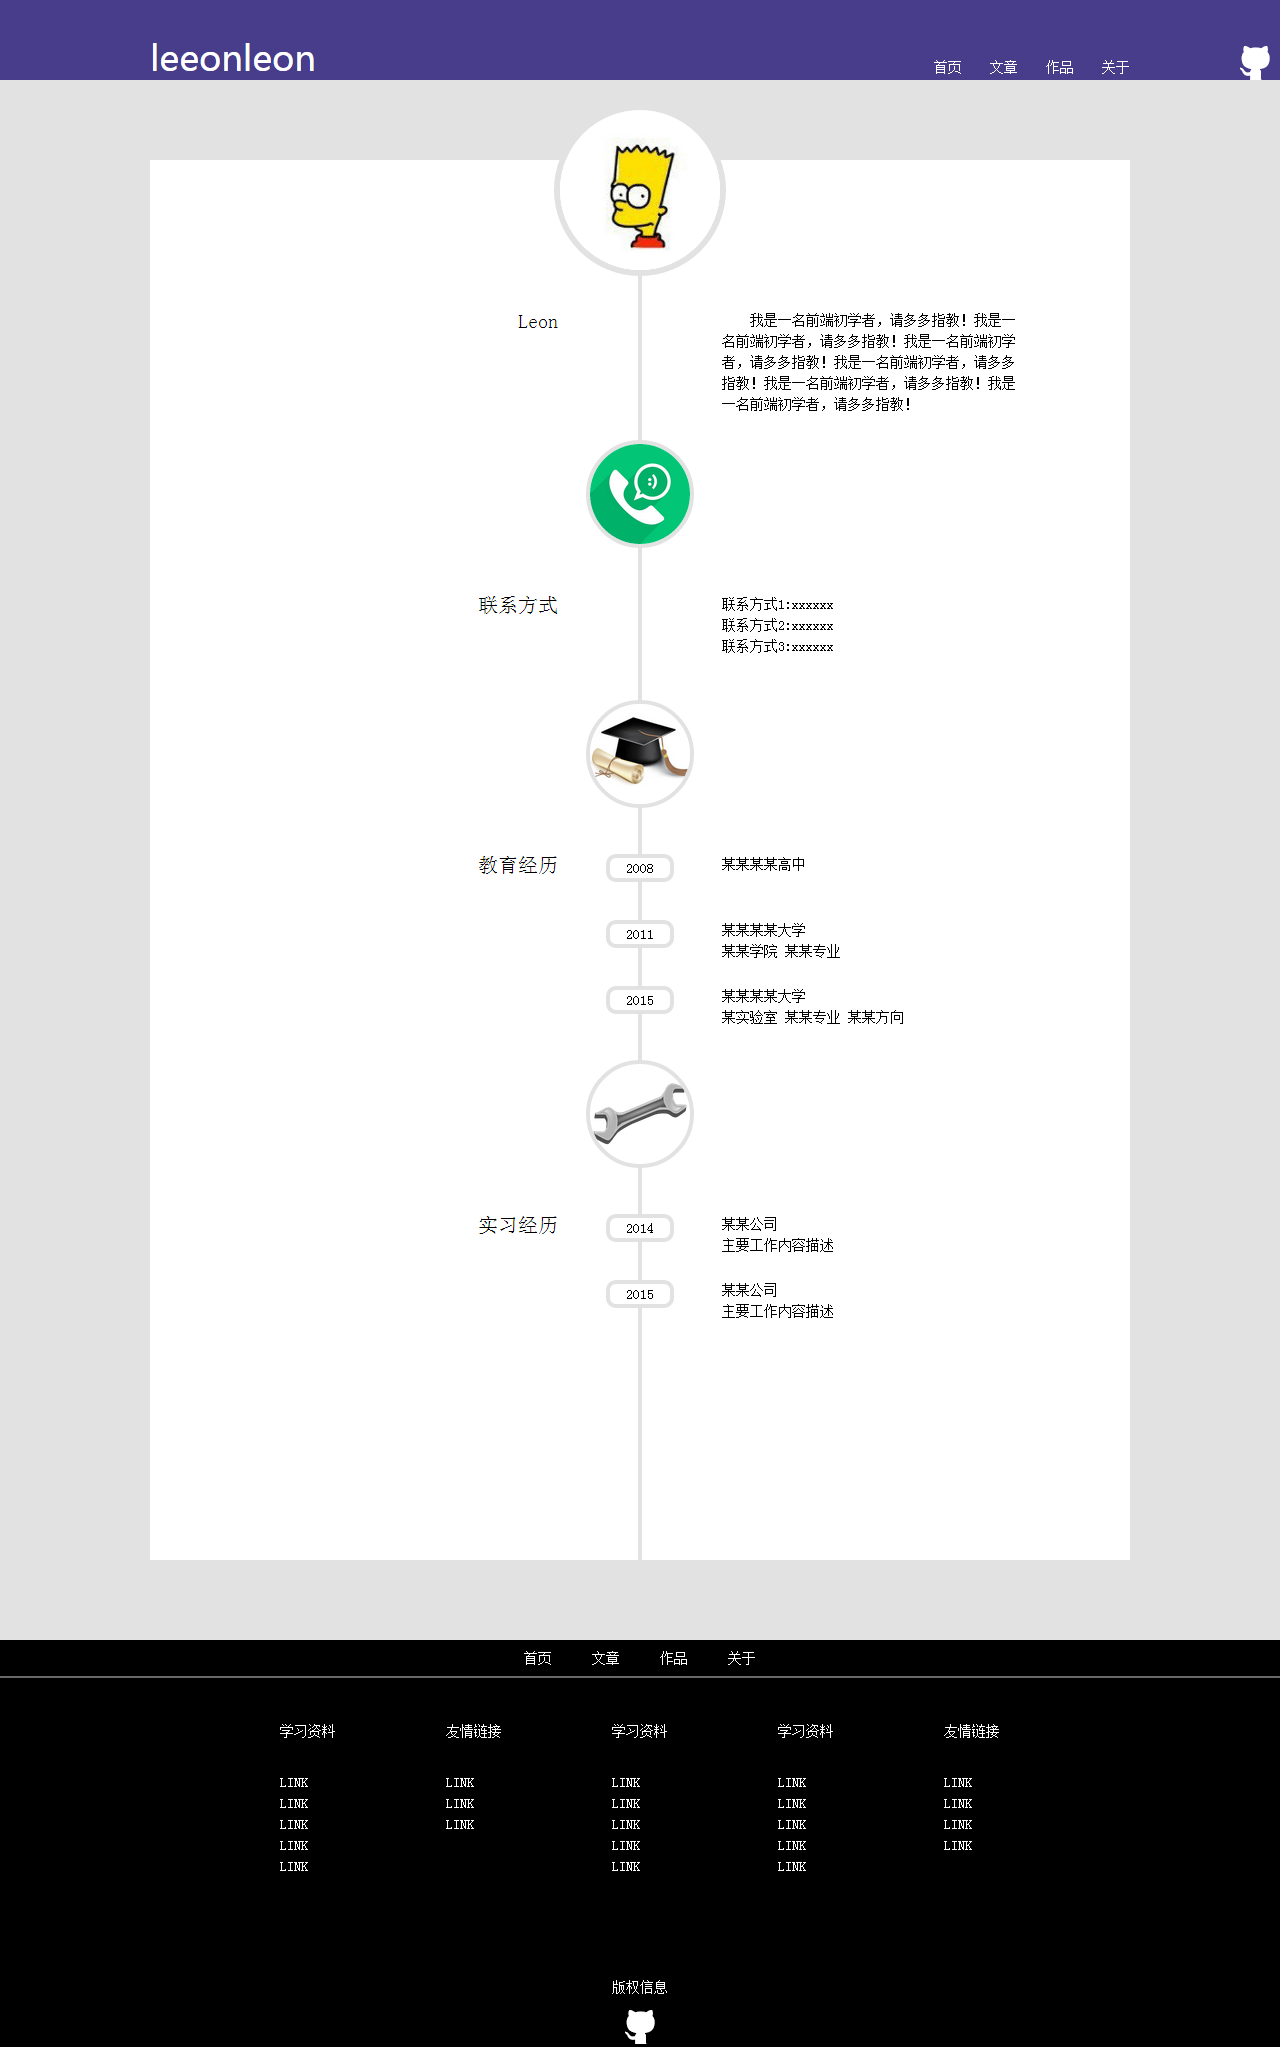 leeonleon
首页 文章 作品 关于
Leon
我是一名前端初学者，请多多指教！我是一
名前端初学者，请多多指教！我是一名前端初学
者，请多多指教！我是一名前端初学者，请多多
指教！我是一名前端初学者，请多多指教！我是
一名前端初学者，请多多指教！
联系方式
联系方式1:xxxxxx
联系方式2:xxxxxx
联系方式3:xxxxxx
教育经历
2008
某某某某高中
2011
某某某某大学
某某学院 某某专业
2015
某某某某大学
某实验室 某某专业 某某方向
实习经历
2014
某某公司
主要工作内容描述
2015
某某公司
主要工作内容描述
首页 文章 作品 关于
学习资料
LINK
LINK
LINK
LINK
LINK
友情链接
LINK
LINK
LINK
学习资料
LINK
LINK
LINK
LINK
LINK
学习资料
LINK
LINK
LINK
LINK
LINK
友情链接
LINK
LINK
LINK
LINK
版权信息